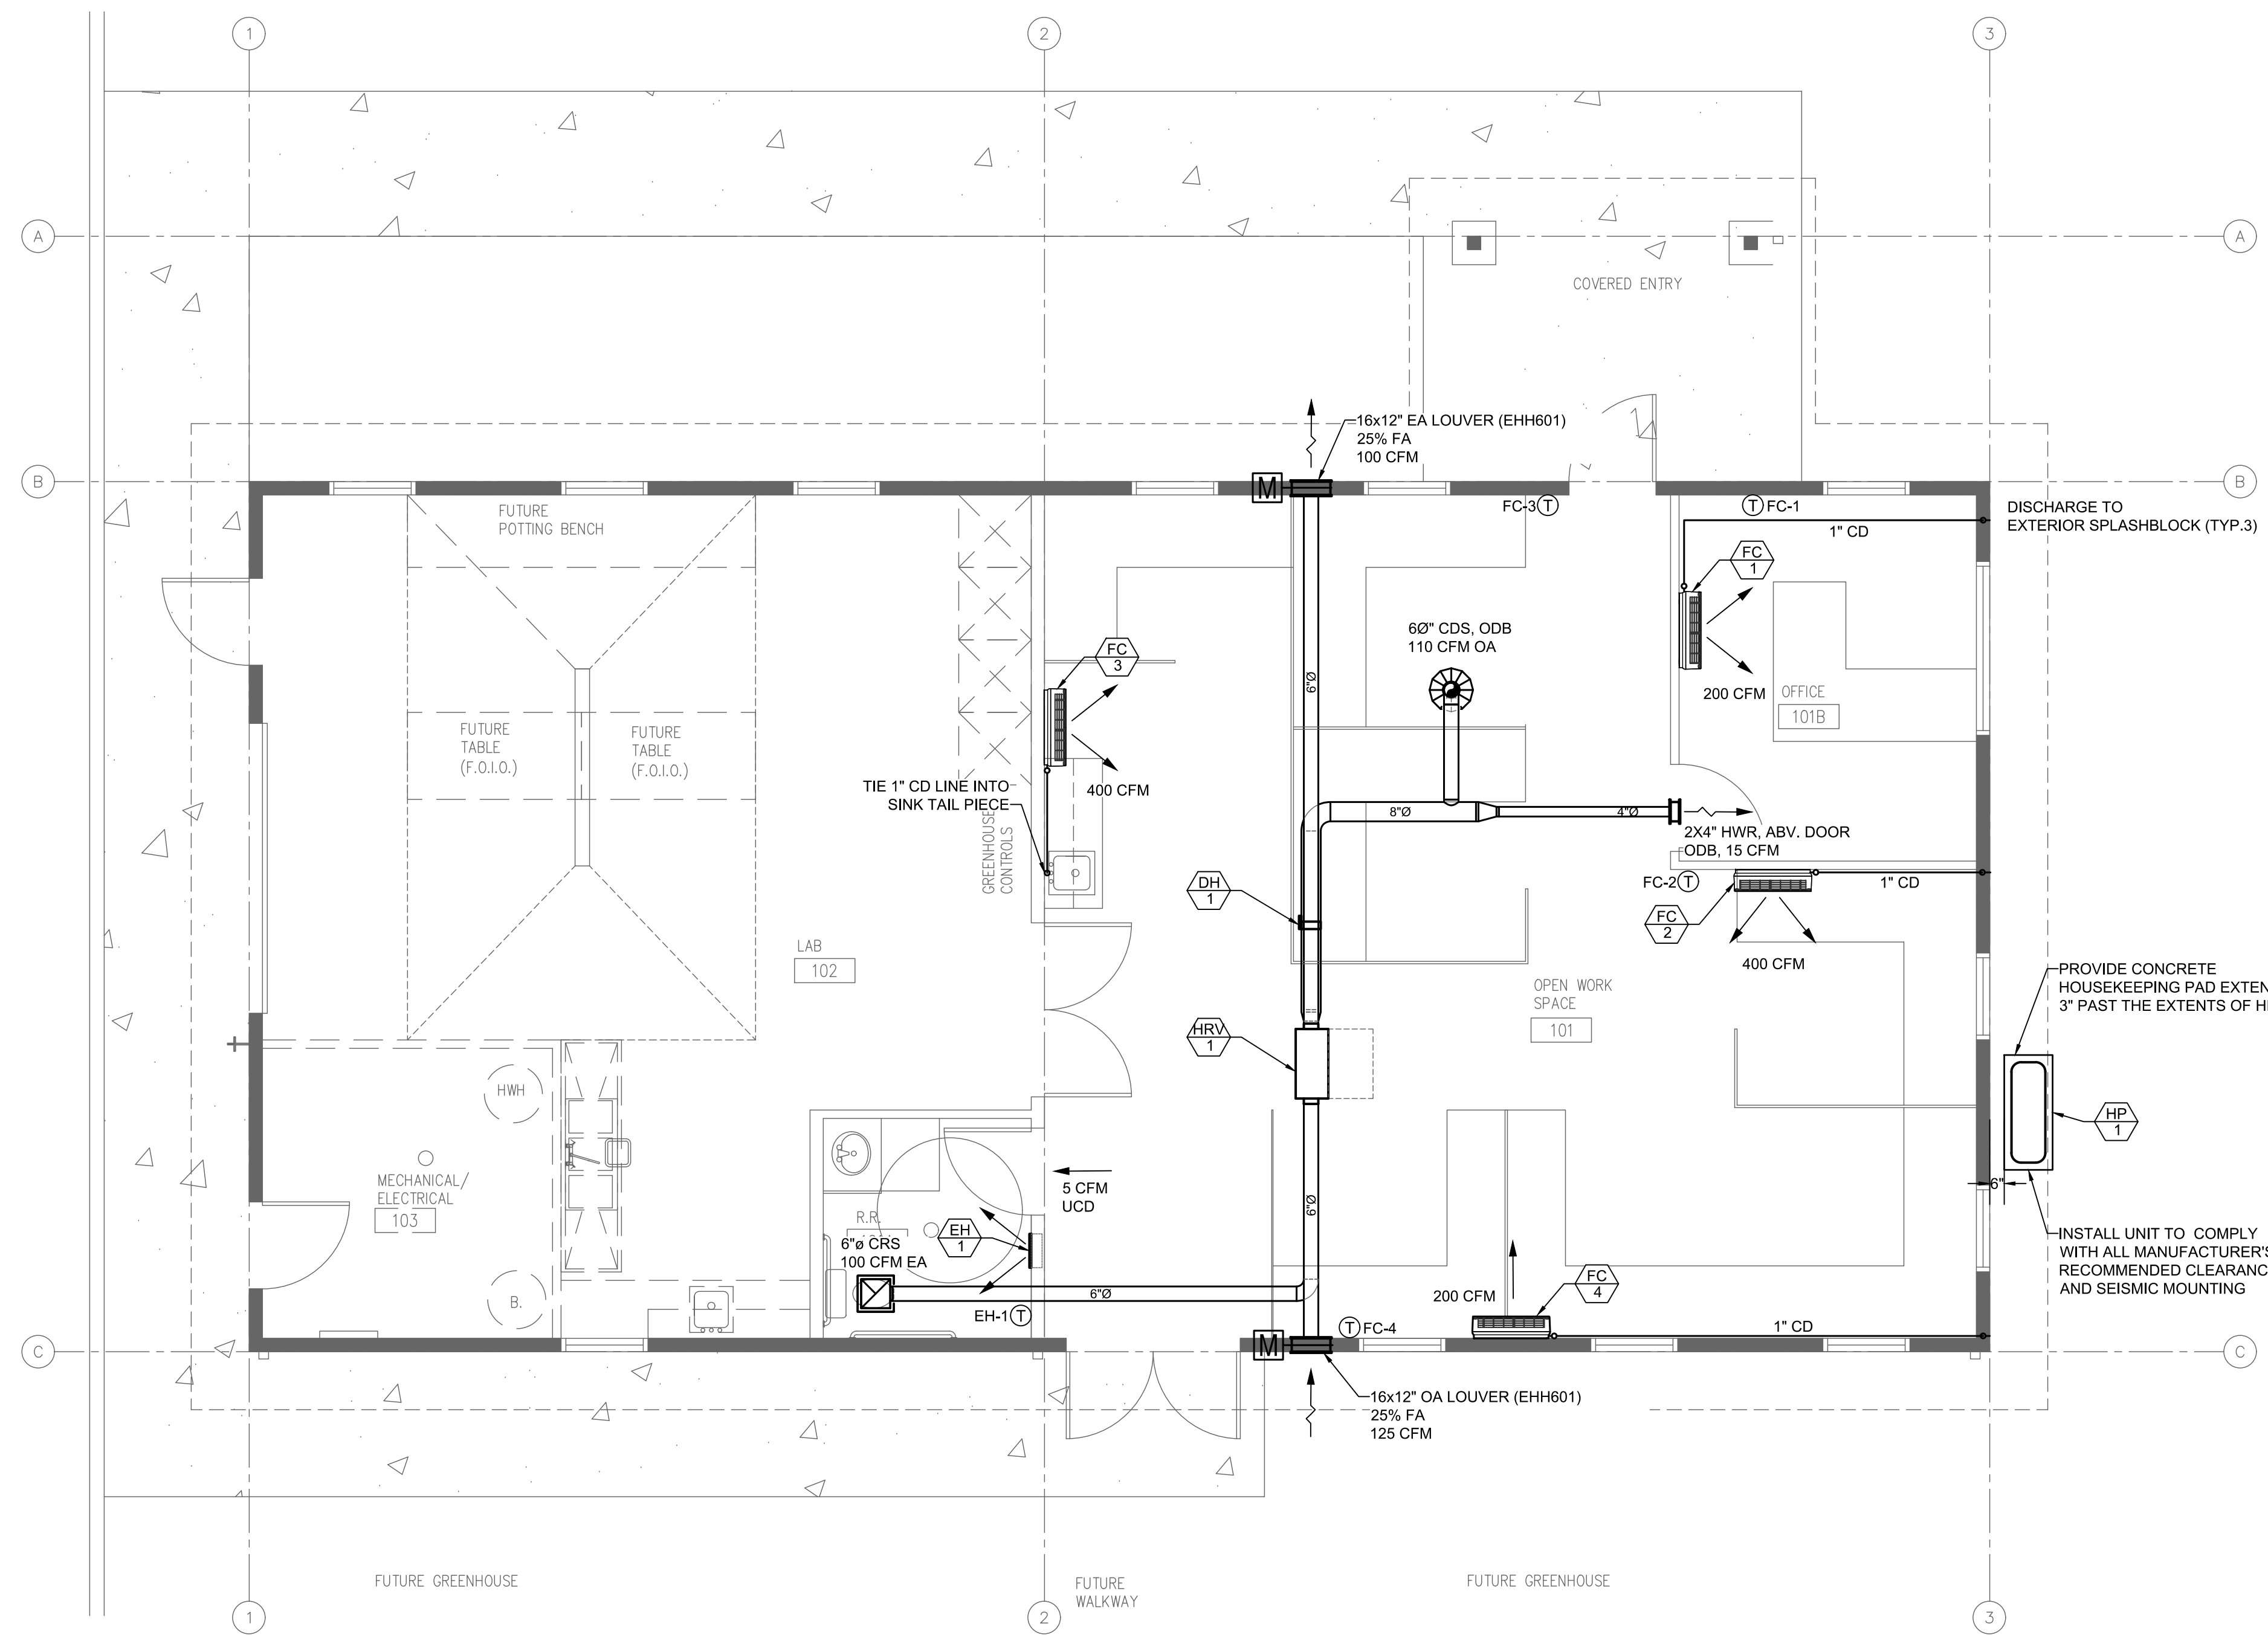 1
2
3
A
A
COVERED ENTRY
16x12" EA LOUVER (EHH601)
25% FA
100 CFM
B
M
B
FUTURE
POTTING BENCH
FC-3 T
T FC-1
DISCHARGE TO
EXTERIOR SPLASHBLOCK (TYP.3)
1" CD
FC
1
6Ø" CDS, ODB
110 CFM OA
FC
3
6"Ø
200 CFM
OFFICE
101B
FUTURE
TABLE
(F.O.I.O.)
FUTURE
TABLE
(F.O.I.O.)
TIE 1" CD LINE INTO
SINK TAIL PIECE
400 CFM
8"Ø
4"Ø
2X4" HWR, ABV. DOOR
ODB, 15 CFM
GREENHOUSE
CONTROLS
DH
1
FC-2 T
1" CD
FC
2
400 CFM
LAB
102
OPEN WORK
SPACE
101
PROVIDE CONCRETE
HOUSEKEEPING PAD EXTEN
3" PAST THE EXTENTS OF H
HRV
1
HWH
HP
1
MECHANICAL/
ELECTRICAL
103
5 CFM
UCD
6"
6"Ø
R.R.
EH
1
6"ø CRS
100 CFM EA
INSTALL UNIT TO COMPLY
WITH ALL MANUFACTURER'S
RECOMMENDED CLEARANC
AND SEISMIC MOUNTING
B.
6"Ø
EH-1 T
200 CFM
FC
4
T FC-4
1" CD
C
M
C
16x12" OA LOUVER (EHH601)
25% FA
125 CFM
FUTURE GREENHOUSE
FUTURE
WALKWAY
FUTURE GREENHOUSE
1
2
3